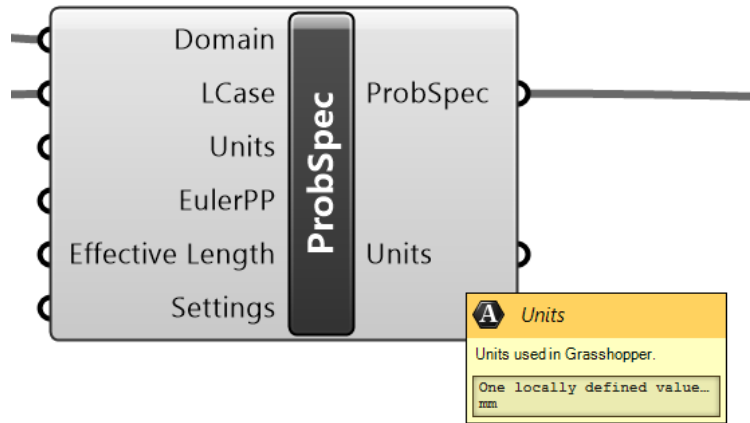 Domain
LCase
Units
EulerPP
Effective Length
Settings
ProbSpec
ProbSpec
Units
A Units
Units used in Grasshopper.
One locally defined value…
mm